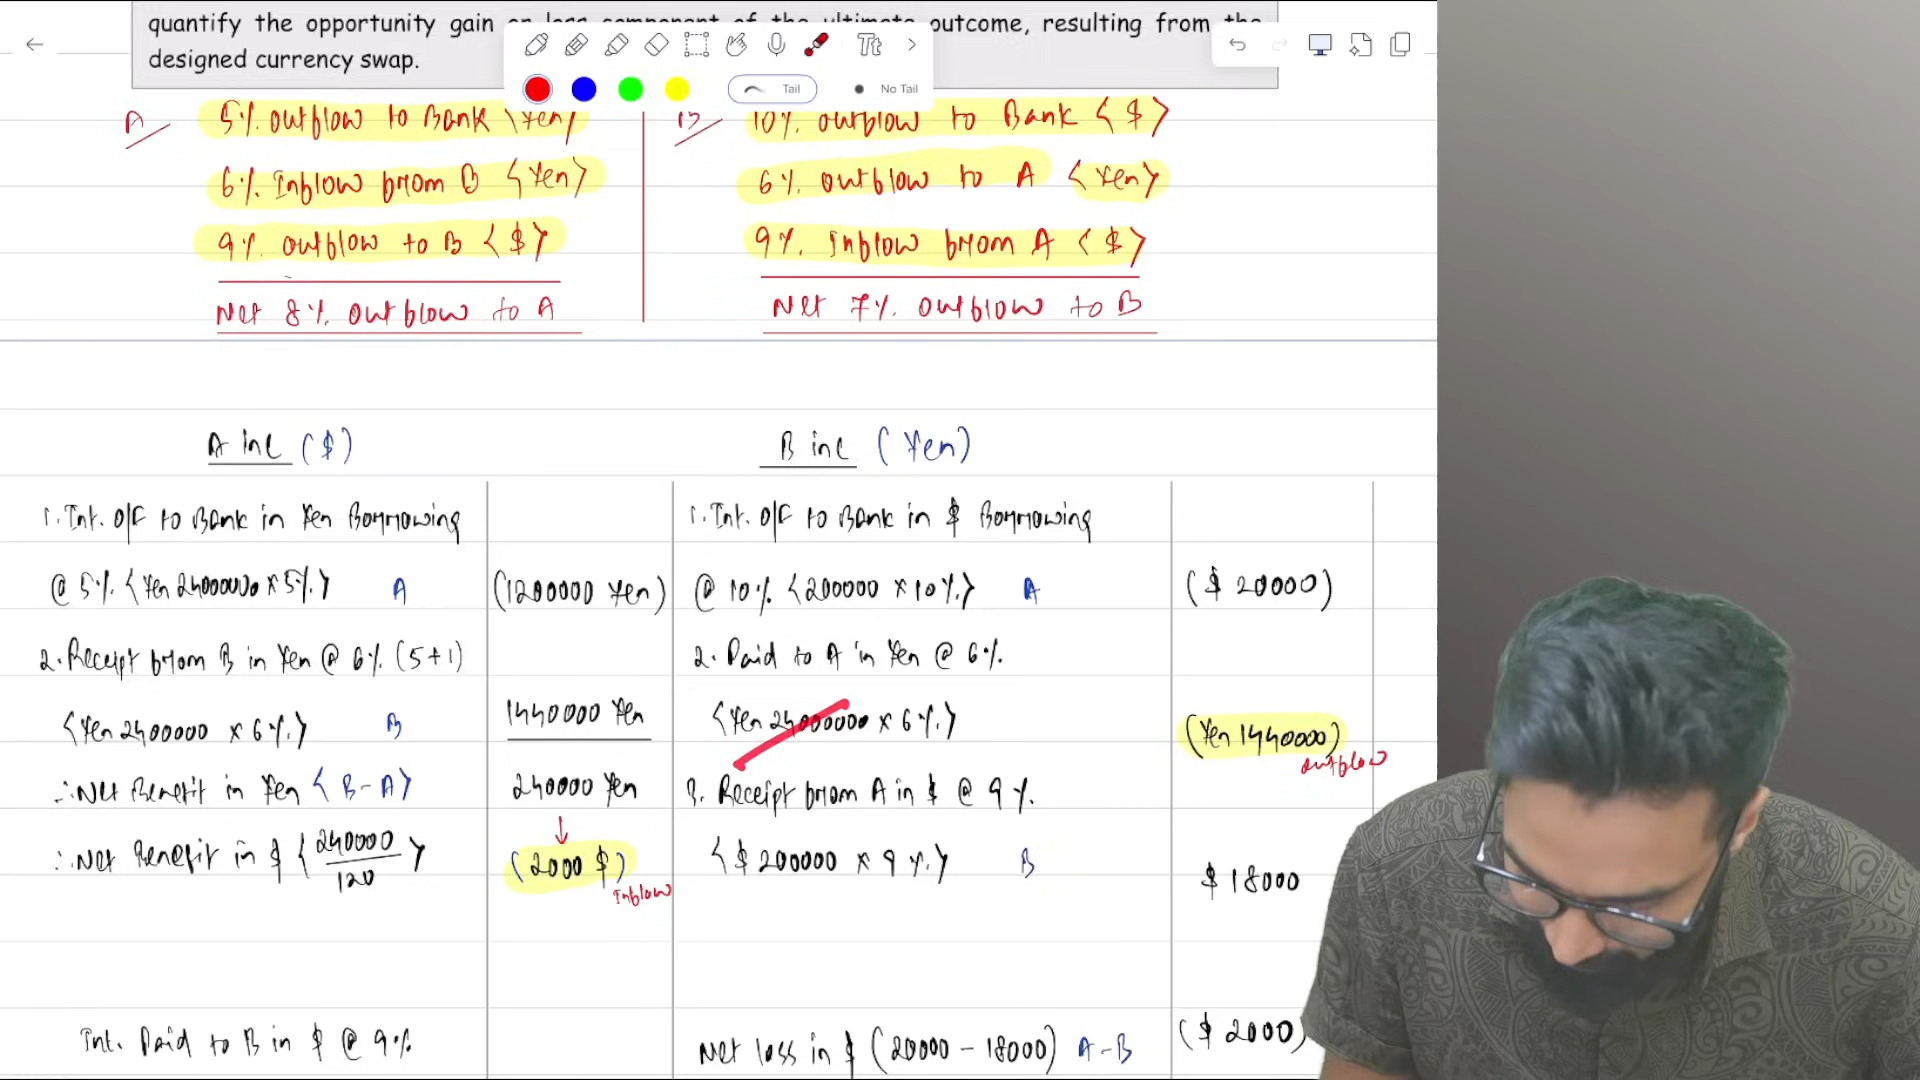 quantify the opportunity gain or loss component of the ultimate outcome, resulting from the
designed currency swap.
Tt
Tail
No Tail
A
5% outflow to Bank <Yen>
6% Inflow from B <Yen>
9% outflow to B <$>
Net 8% outflow to A
B
10% outflow to Bank <$>
6% outflow to A <Yen>
9% Inflow from A <$>
Net 7% outflow to B
A inc ($)
1. Int. O/F to Bank in Yen Borrowing
@ 5% <Yen 24000000 x 5%> A (1200000 Yen)
2. Receipt from B in Yen @ 6% (5+1)
<Yen 2400000 x 6%> B 1440000 Yen
∴ Net Benefit in Yen <B-A> 240000 Yen
∴ Net Benefit in $ <240000/120> (2000 $)
Inflow
Int. Paid to B in $ @ 9%
B inc (Yen)
1. Int. O/F to Bank in $ Borrowing
@ 10% <200000 x 10%> A ($ 20000)
2. Paid to A in Yen @ 6%
<Yen 24000000 x 6%> (Yen 1440000)
outflow
3. Receipt from A in $ @ 9%
<$ 200000 x 9%> B $ 18000
Net loss in $ (20000 - 18000) A-B ($ 2000)